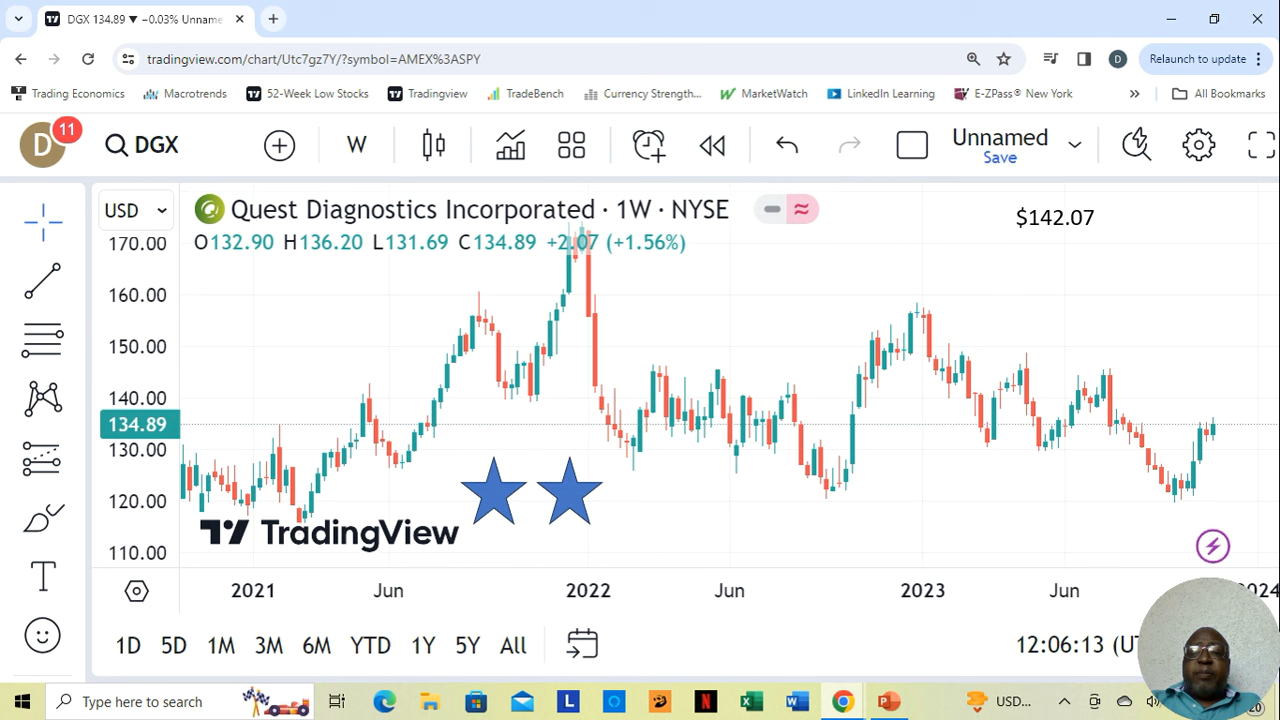 DGX 134.89 ▼ −0.03% Unname
tradingview.com/chart/Utc7gz7Y/?symbol=AMEX%3ASPY
D
Relaunch to update
Trading Economics
Macrotrends
52-Week Low Stocks
Tradingview
TradeBench
Currency Strength...
MarketWatch
LinkedIn Learning
E-ZPass® New York
»
All Bookmarks
D
11
DGX
W
Unnamed
Save
USD
Quest Diagnostics Incorporated · 1W · NYSE
O132.90 H136.20 L131.69 C134.89 +2.07 (+1.56%)
$142.07
170.00
160.00
150.00
140.00
134.89
130.00
120.00
110.00
TradingView
2021
Jun
2022
Jun
2023
Jun
2024
1D 5D 1M 3M 6M YTD 1Y 5Y All
12:06:13 (UT
Type here to search
USD...
20